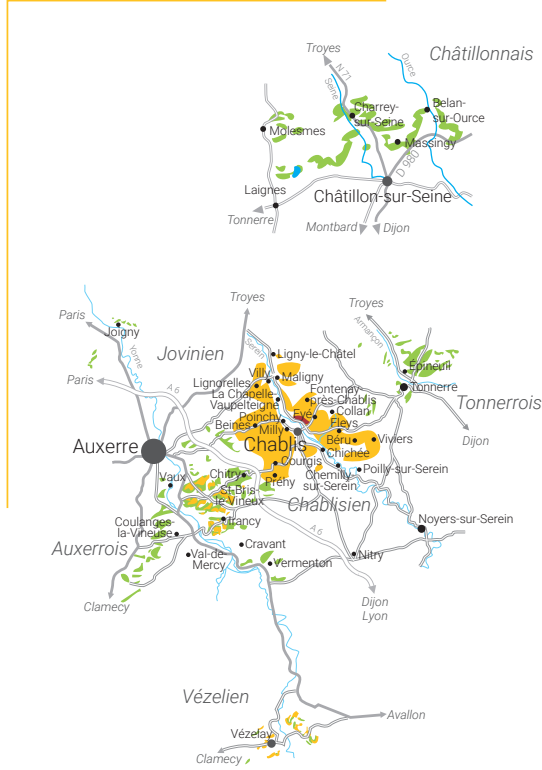 Troyes
Châtillonnais
Ource
N 71
Seine
Charrey-
sur-Seine
Belan-
sur-Ource
Molesmes
Massingy
D 980
Laignes
Châtillon-sur-Seine
Tonnerre
Montbard
Dijon
Troyes
Troyes
Paris
Joigny
Yonne
Jovinien
Serein
Armançon
Ligny-le-Châtel
Épineuil
Paris
A 6
Villy
Maligny
Lignorelles
Fontenay-
près-Chablis
Tonnerre
La Chapelle-
Vaupelteigne
Tonnerrois
Fyé
Collan
Poinchy
Fleys
Beines
Milly
Auxerre
Chablis
Béru
Viviers
Dijon
Chichée
Courgis
Poilly-sur-Serein
Chemilly-
sur-Serein
Vaux
Chitry
Préhy
St-Bris-
le-Vineux
Chablisien
Coulanges-
la-Vineuse
Irancy
A 6
Noyers-sur-Serein
Auxerrois
Cravant
Val-de-
Mercy
Vermenton
Nitry
Clamecy
Dijon
Lyon
Vézelien
Avallon
Vézelay
Clamecy